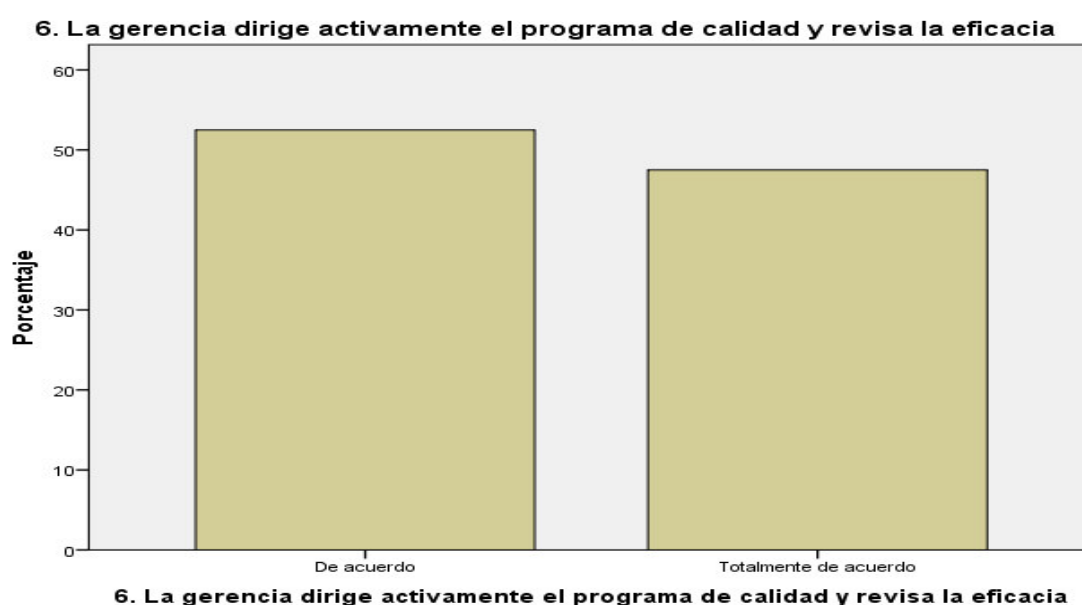 6. La gerencia dirige activamente el programa de calidad y revisa la eficacia
60
50
40
30
20
10
0
Porcentaje
De acuerdo
Totalmente de acuerdo
6. La gerencia dirige activamente el programa de calidad y revisa la eficacia